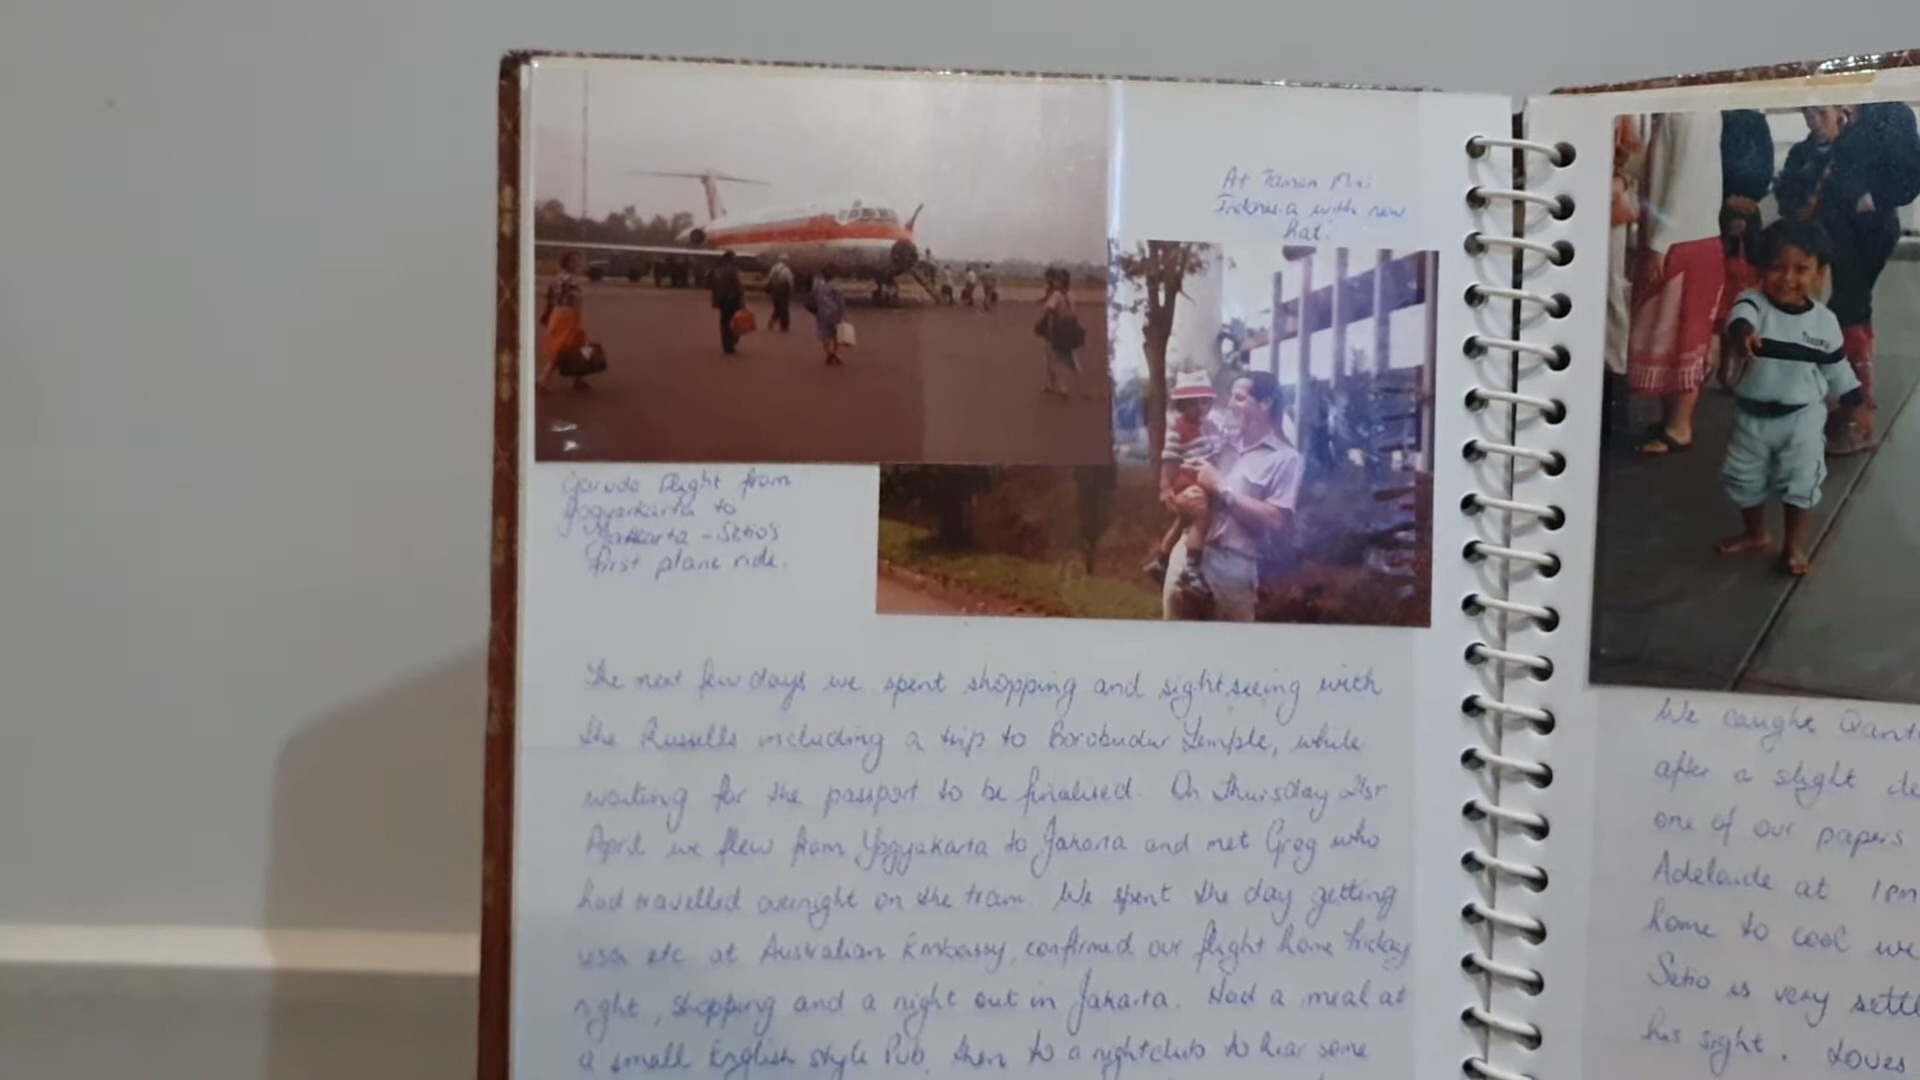 At Taman Mini
Indonesia with new
hat.
Garuda flight from
Yogyakarta to
Jakarta - Setio's
first plane ride.
The next few days we spent shopping and sightseeing with
the Russells including a trip to Borobudur Temple, while
waiting for the passport to be finalised. On Thursday 21st
April we flew from Yogyakarta to Jakarta and met Greg who
had travelled overnight on the train. We spent the day getting
visa etc at Australian Embassy, confirmed our flight home Friday
night, shopping and a night out in Jakarta. Had a meal at
a small English style Pub, then to a nightclub to hear some
We caught Qant
after a slight de
one of our papers
Adelaide at 1pm
home to cool we
Setio is very settl
his sight. Loves